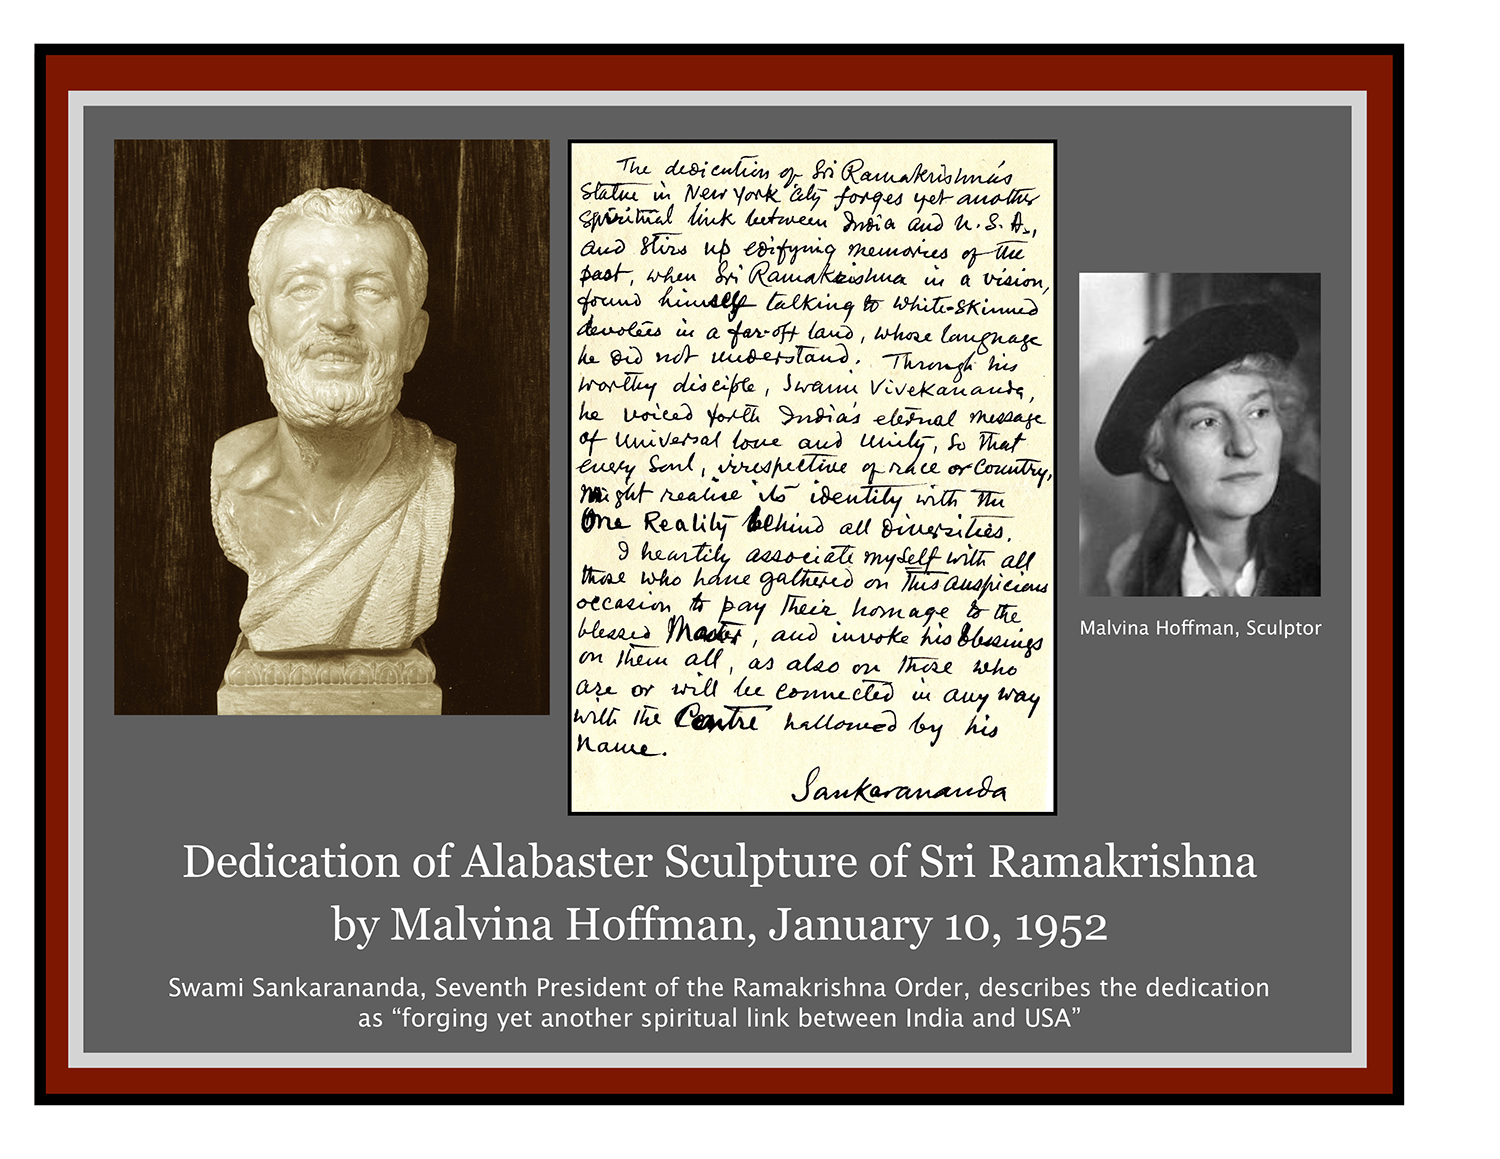 The dedication of Sri Ramakrishna's
Statue in New York City forges yet another
spiritual link between India and U.S.A.,
and stirs up edifying memories of the
past, when Sri Ramakrishna in a vision,
found himself talking to white-skinned
devotees in a far-off land, whose language
he did not understand. Through his
worthy disciple, Swami Vivekananda,
he voiced forth India's eternal message
of universal love and unity, so that
every Soul, irrespective of race or Country,
might realise its identity with the
One Reality behind all diversities.
I heartily associate myself with all
those who have gathered on this auspicious
occasion to pay their homage to the
blessed Master, and invoke his blessings
on them all, as also on those who
are or will be connected in any way
with the Centre hallowed by his
name.
Sankarananda
Malvina Hoffman, Sculptor
Dedication of Alabaster Sculpture of Sri Ramakrishna
by Malvina Hoffman, January 10, 1952
Swami Sankarananda, Seventh President of the Ramakrishna Order, describes the dedication
as “forging yet another spiritual link between India and USA”